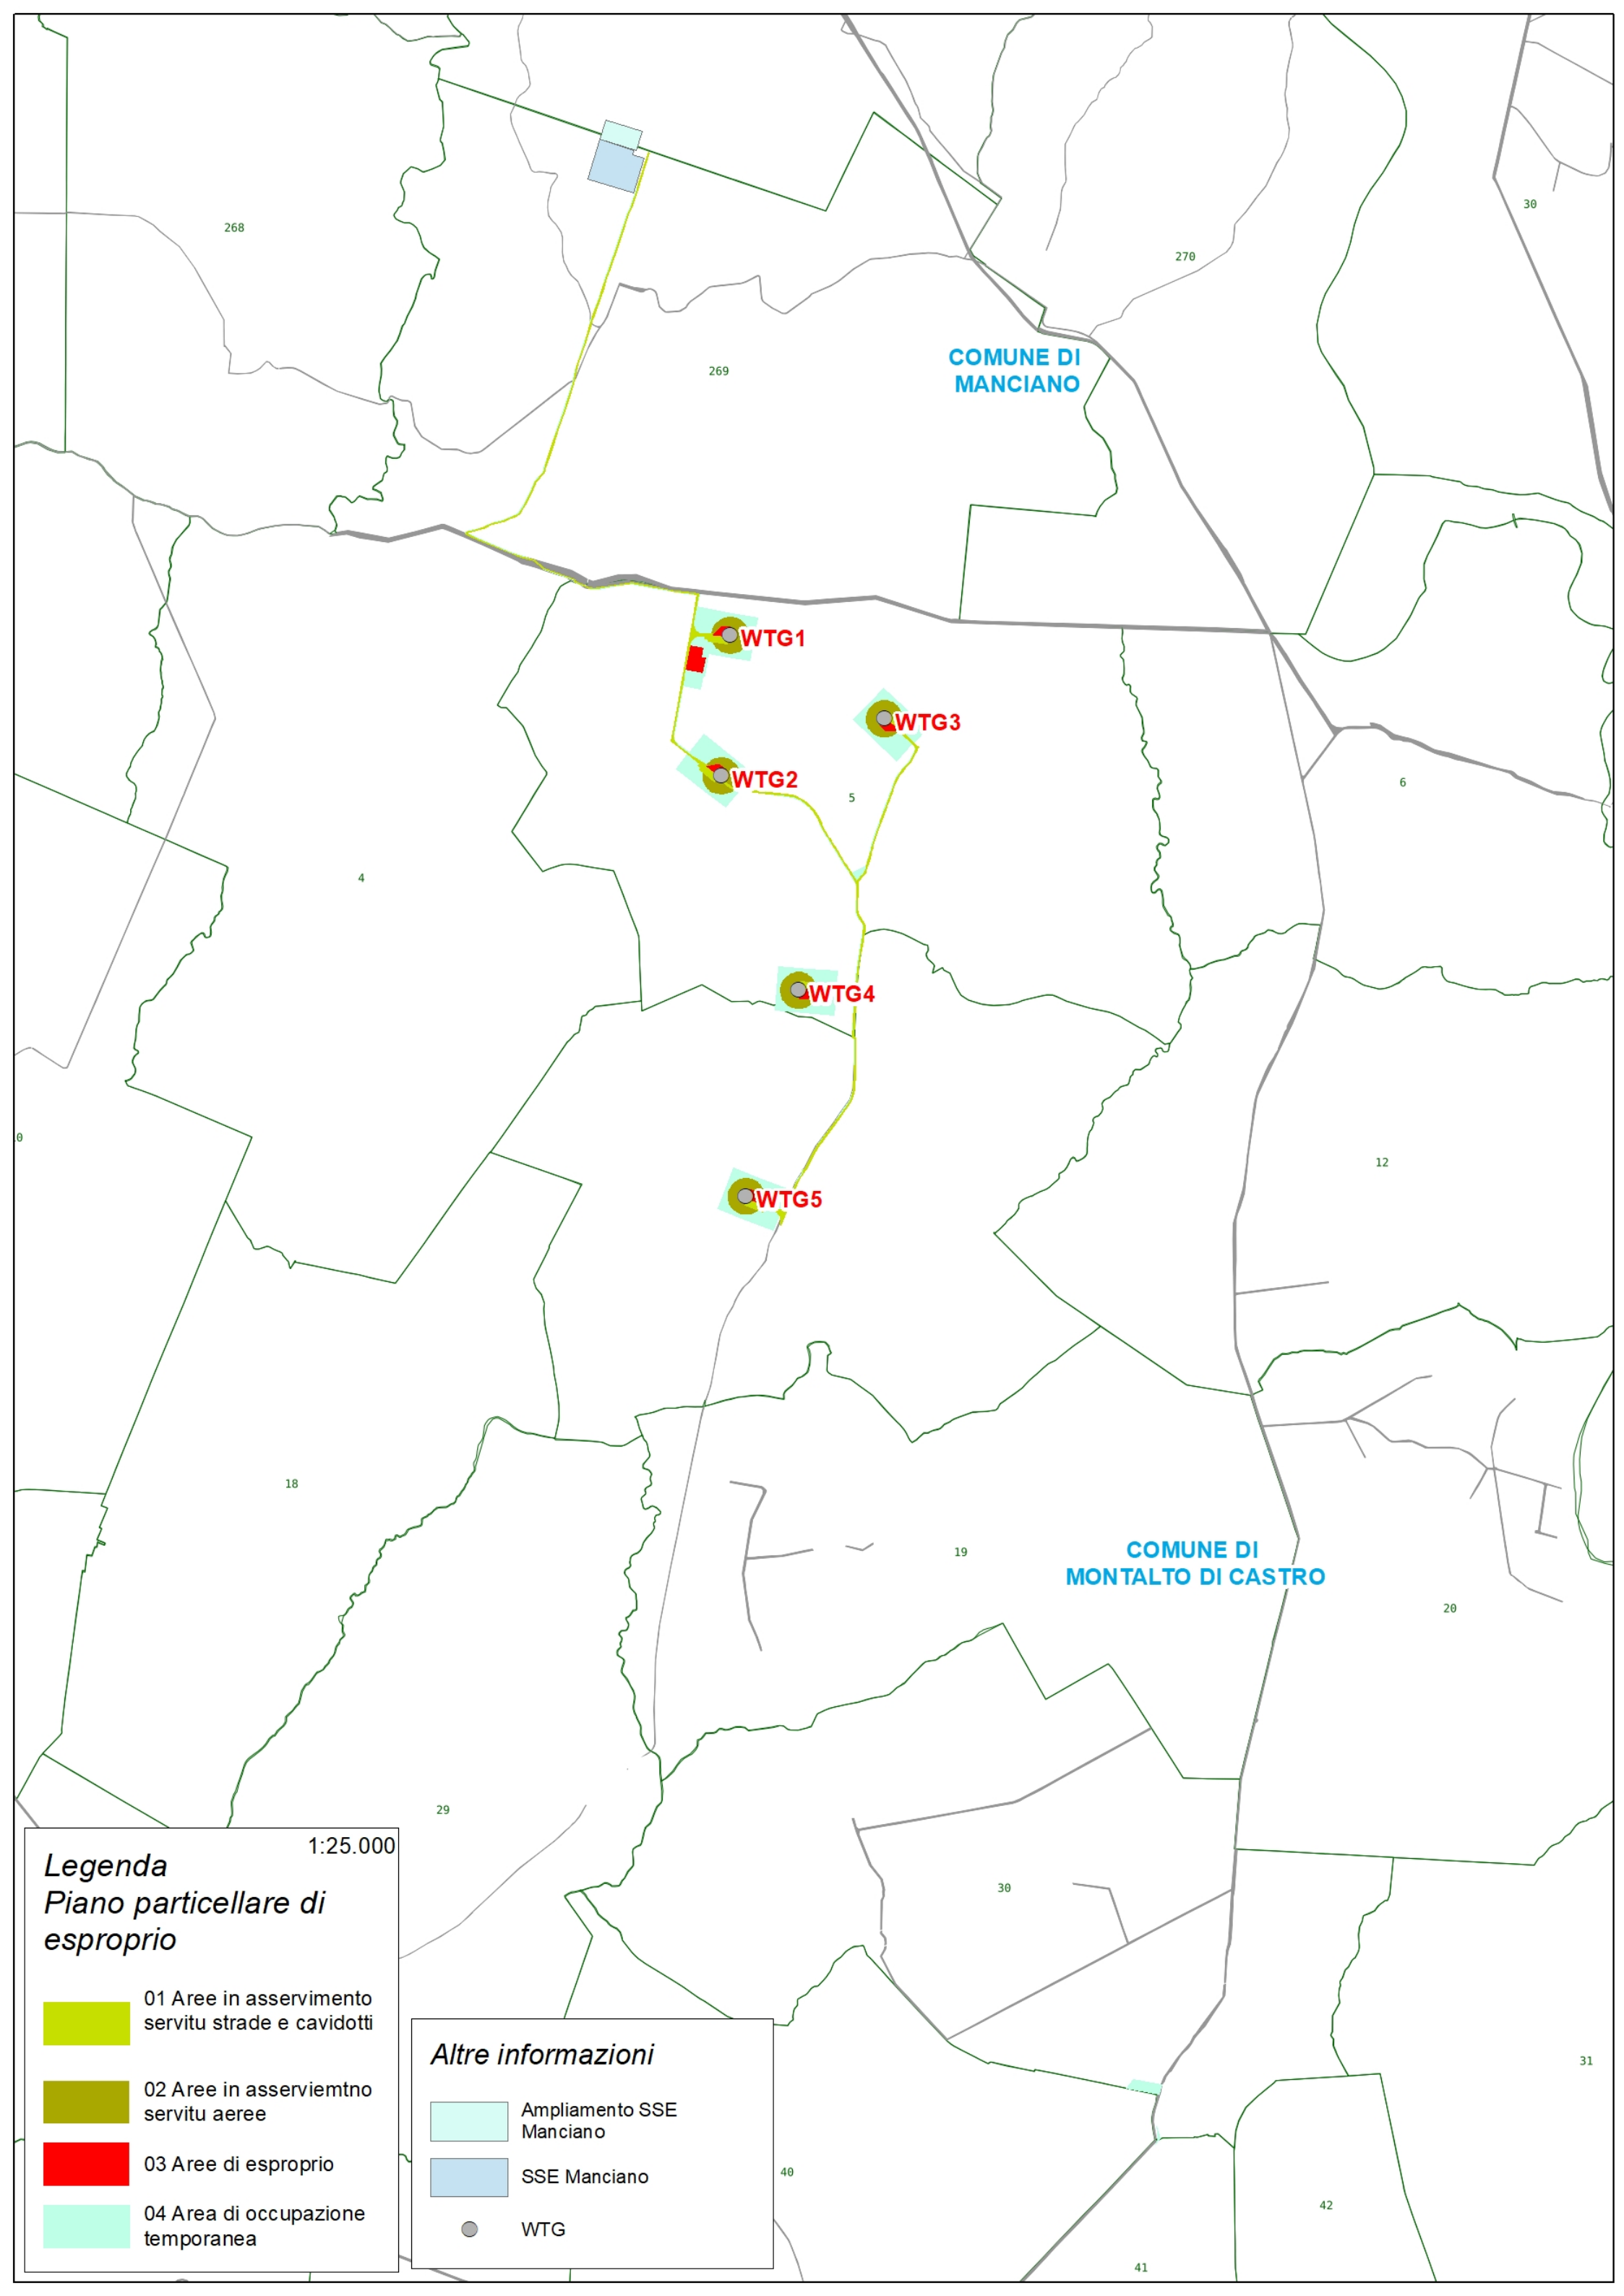 268
30
270
269
COMUNE DI
MANCIANO
WTG1
WTG3
WTG2
5
6
4
WTG4
0
12
WTG5
18
19
COMUNE DI
MONTALTO DI CASTRO
20
29
30
31
40
42
41
1:25.000
Legenda
Piano particellare di
esproprio
01 Aree in asservimento
servitu strade e cavidotti
02 Aree in asserviemtno
servitu aeree
03 Aree di esproprio
04 Area di occupazione
temporanea
Altre informazioni
Ampliamento SSE
Manciano
SSE Manciano
WTG